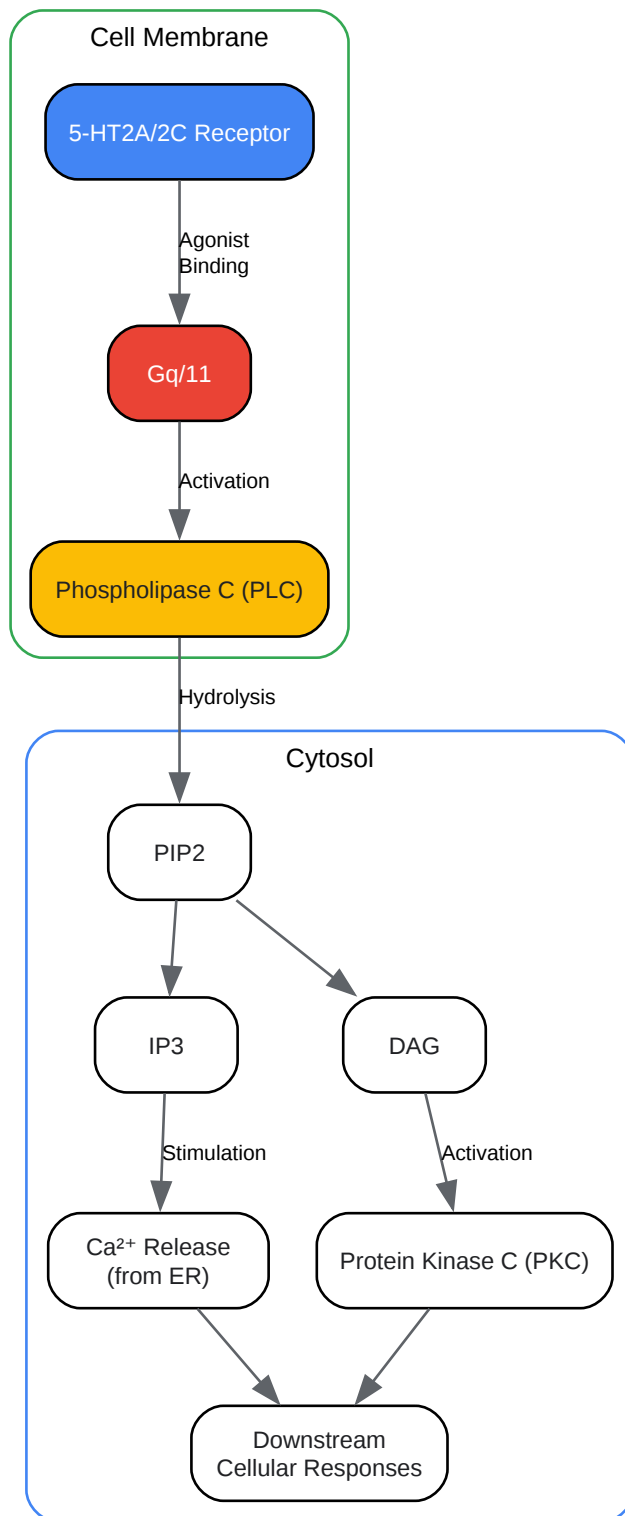 Cell Membrane
5-HT2A/2C Receptor
Agonist
Binding
Gq/11
Activation
Phospholipase C (PLC)
Hydrolysis
Cytosol
PIP2
IP3
DAG
Stimulation
Activation
Ca²⁺ Release
(from ER)
Protein Kinase C (PKC)
Downstream
Cellular Responses